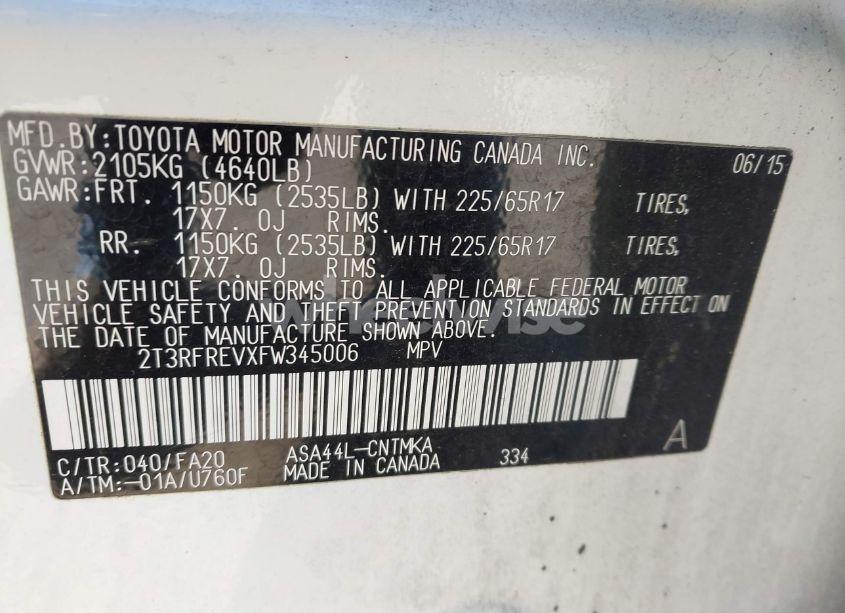 MFD.BY:TOYOTA MOTOR MANUFACTURING CANADA INC. 06/15
GVWR:2105KG (4640LB)
GAWR:FRT. 1150KG (2535LB) WITH 225/65R17 TIRES,
17X7. 0J RIMS.
RR. 1150KG (2535LB) WITH 225/65R17 TIRES,
17X7. 0J RIMS.
THIS VEHICLE CONFORMS TO ALL APPLICABLE FEDERAL MOTOR
VEHICLE SAFETY AND THEFT PREVENTION STANDARDS IN EFFECT ON
THE DATE OF MANUFACTURE SHOWN ABOVE.
2T3RFREVXFW345006 MPV
A
C/TR:040/FA20 ASA44L-CNTMKA 334
A/TM:-01A/U760F MADE IN CANADA